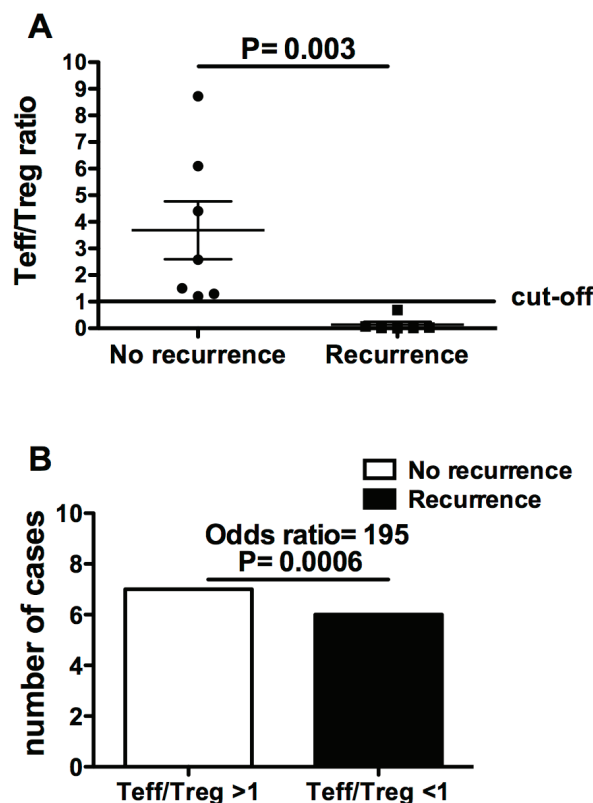 A
P= 0.003
Teff/Treg ratio
10
9
8
7
6
5
4
3
2
1
0
cut-off
No recurrence
Recurrence
B
No recurrence
Recurrence
Odds ratio= 195
P= 0.0006
number of cases
10
8
6
4
2
0
Teff/Treg >1
Teff/Treg <1